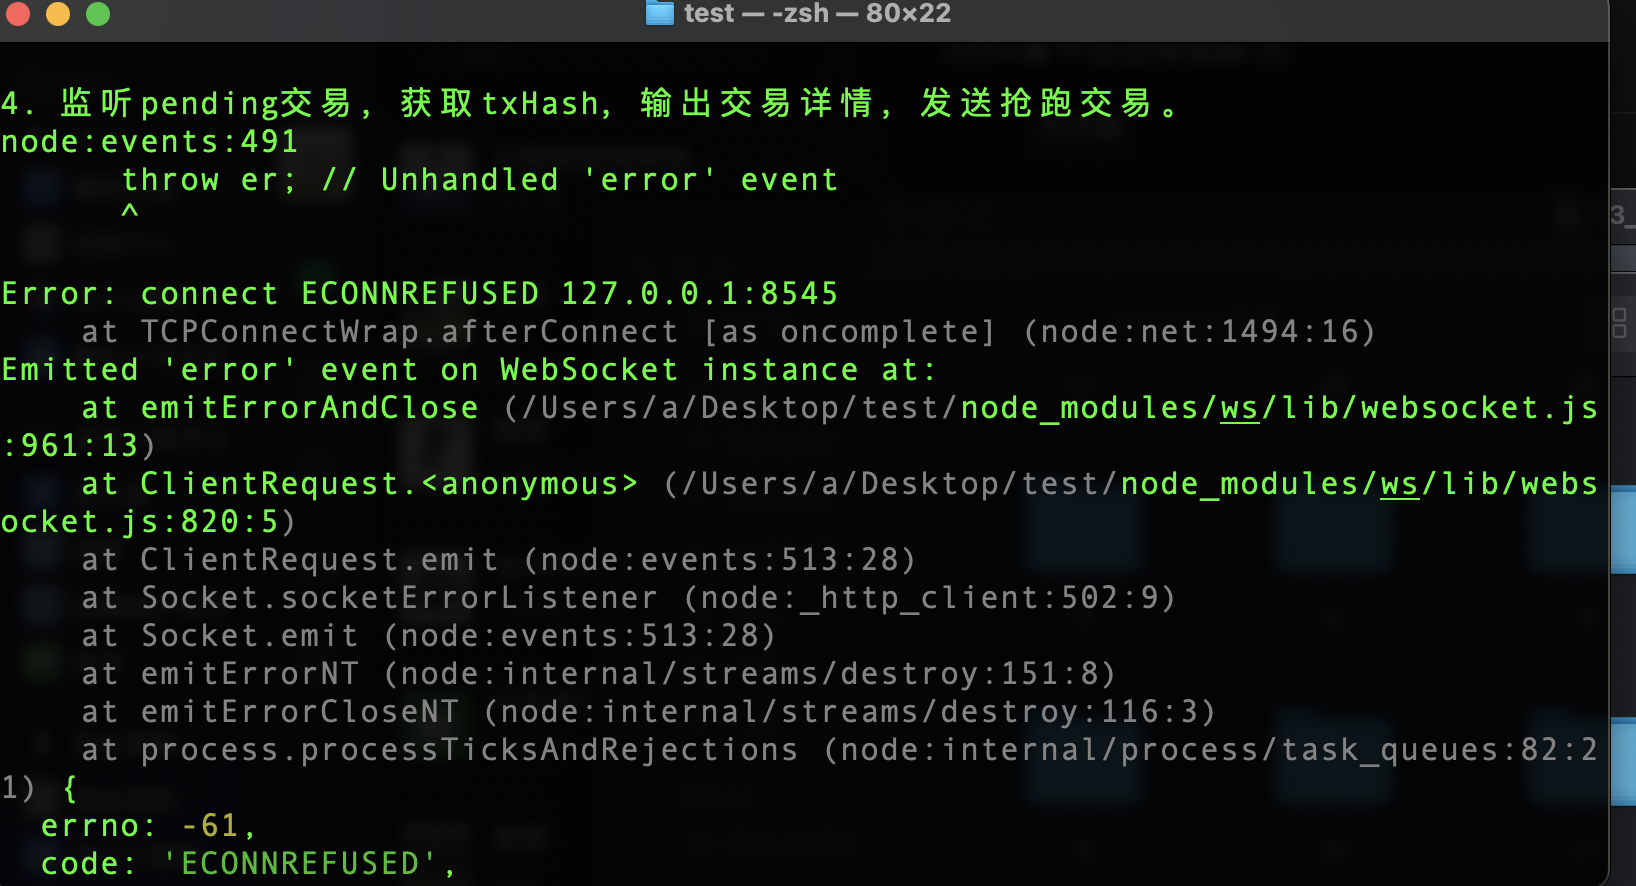 test — -zsh — 80×22
4. 监听pending交易, 获取txHash, 输出交易详情, 发送抢跑交易。
node:events:491
throw er; // Unhandled 'error' event
^
Error: connect ECONNREFUSED 127.0.0.1:8545
at TCPConnectWrap.afterConnect [as oncomplete] (node:net:1494:16)
Emitted 'error' event on WebSocket instance at:
at emitErrorAndClose (/Users/a/Desktop/test/node_modules/ws/lib/websocket.js
:961:13)
at ClientRequest.<anonymous> (/Users/a/Desktop/test/node_modules/ws/lib/webs
ocket.js:820:5)
at ClientRequest.emit (node:events:513:28)
at Socket.socketErrorListener (node:_http_client:502:9)
at Socket.emit (node:events:513:28)
at emitErrorNT (node:internal/streams/destroy:151:8)
at emitErrorCloseNT (node:internal/streams/destroy:116:3)
at process.processTicksAndRejections (node:internal/process/task_queues:82:2
1) {
errno: -61,
code: 'ECONNREFUSED',
3_